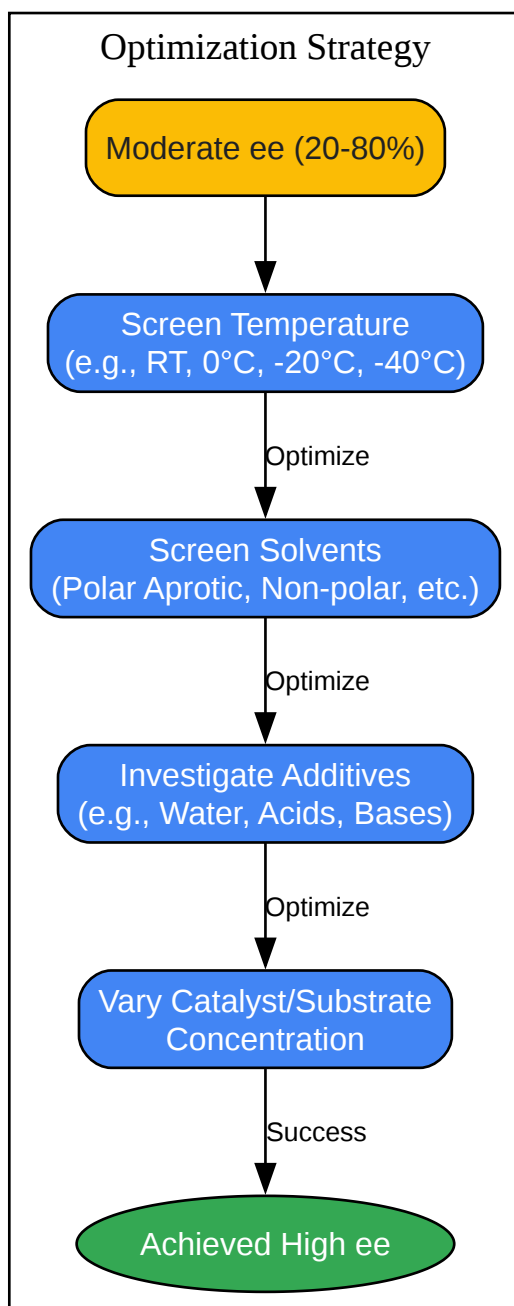 Optimization Strategy
Moderate ee (20-80%)
Screen Temperature
(e.g., RT, 0°C, -20°C, -40°C)
Optimize
Screen Solvents
(Polar Aprotic, Non-polar, etc.)
Optimize
Investigate Additives
(e.g., Water, Acids, Bases)
Optimize
Vary Catalyst/Substrate
Concentration
Success
Achieved High ee